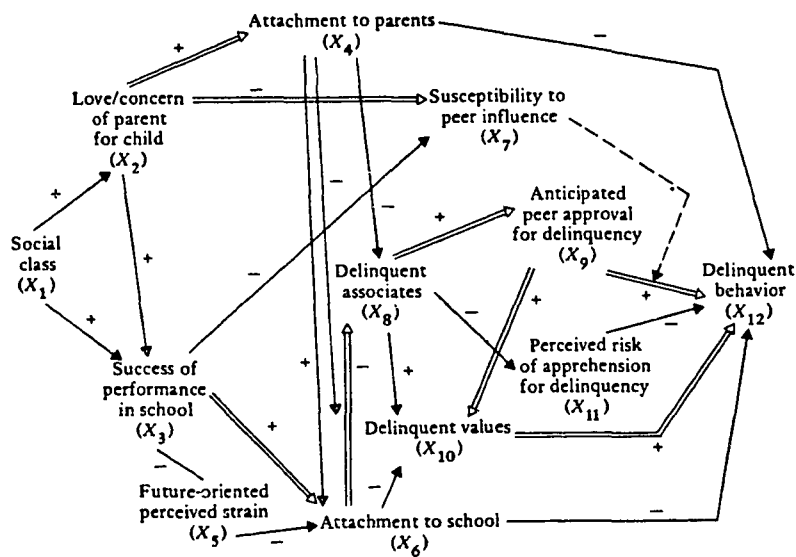 Attachment to parents
(X4)
+
−
Love/concern
of parent
for child
(X2)
−
Susceptibility to
peer influence
(X7)
+
+
−
−
−
+
Anticipated
peer approval
for delinquency
(X9)
Social
class
(X1)
+
Delinquent
associates
(X8)
−
+
+
Delinquent
behavior
(X12)
−
Success of
performance
in school
(X3)
+
−
+
Perceived risk
of apprehension
for delinquency
(X11)
+
Delinquent values
(X10)
+
−
Future-oriented
perceived strain
(X5)
−
−
Attachment to school
(X6)
−